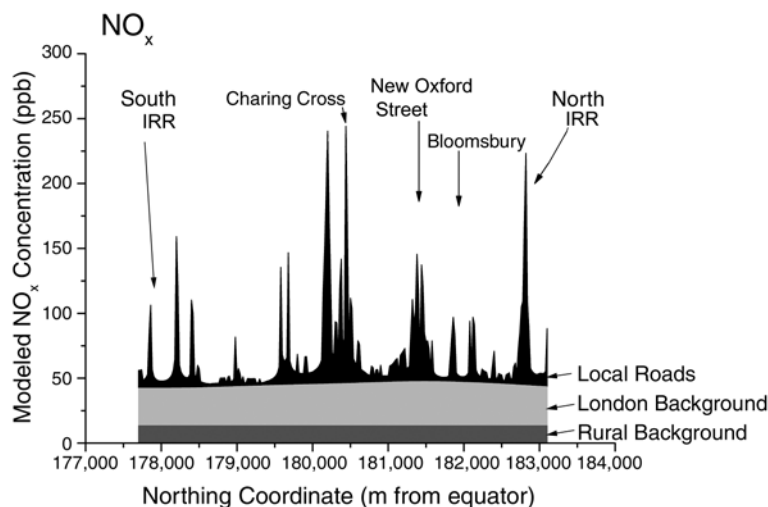 NOx
300
250
200
150
100
50
0
Modeled NOx Concentration (ppb)
South
IRR
Charing Cross
New Oxford
Street
Bloomsbury
North
IRR
Local Roads
London Background
Rural Background
177,000 178,000 179,000 180,000 181,000 182,000 183,000 184,000
Northing Coordinate (m from equator)